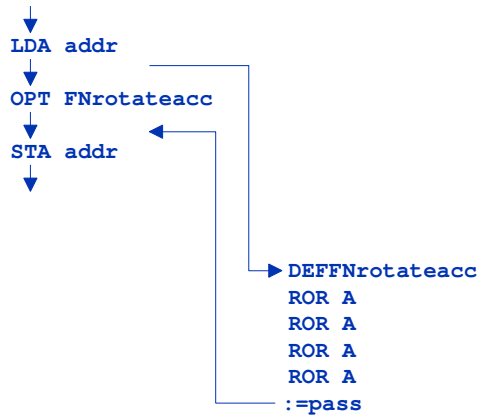 LDA addr
OPT FNrotateacc
STA addr
DEFFNrotateacc
ROR A
ROR A
ROR A
ROR A
:=pass